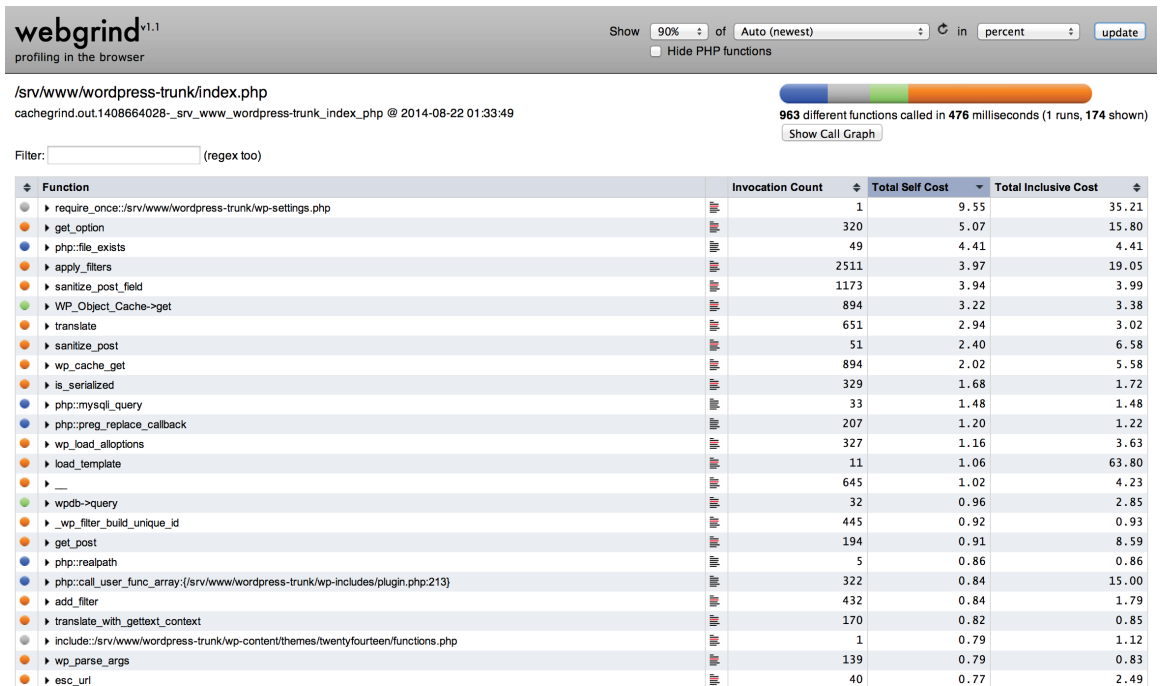 webgrind v1.1
profiling in the browser
Show 90% of Auto (newest) in percent update
Hide PHP functions
/srv/www/wordpress-trunk/index.php
cachegrind.out.1408664028-_srv_www_wordpress-trunk_index_php @ 2014-08-22 01:33:49
963 different functions called in 476 milliseconds (1 runs, 174 shown)
Show Call Graph
Filter: (regex too)
Function Invocation Count Total Self Cost Total Inclusive Cost
require_once::/srv/www/wordpress-trunk/wp-settings.php 1 9.55 35.21
get_option 320 5.07 15.80
php::file_exists 49 4.41 4.41
apply_filters 2511 3.97 19.05
sanitize_post_field 1173 3.94 3.99
WP_Object_Cache->get 894 3.22 3.38
translate 651 2.94 3.02
sanitize_post 51 2.40 6.58
wp_cache_get 894 2.02 5.58
is_serialized 329 1.68 1.72
php::mysqli_query 33 1.48 1.48
php::preg_replace_callback 207 1.20 1.22
wp_load_alloptions 327 1.16 3.63
load_template 11 1.06 63.80
__ 645 1.02 4.23
wpdb->query 32 0.96 2.85
_wp_filter_build_unique_id 445 0.92 0.93
get_post 194 0.91 8.59
php::realpath 5 0.86 0.86
php::call_user_func_array:{/srv/www/wordpress-trunk/wp-includes/plugin.php:213} 322 0.84 15.00
add_filter 432 0.84 1.79
translate_with_gettext_context 170 0.82 0.85
include::/srv/www/wordpress-trunk/wp-content/themes/twentyfourteen/functions.php 1 0.79 1.12
wp_parse_args 139 0.79 0.83
esc_url 40 0.77 2.49